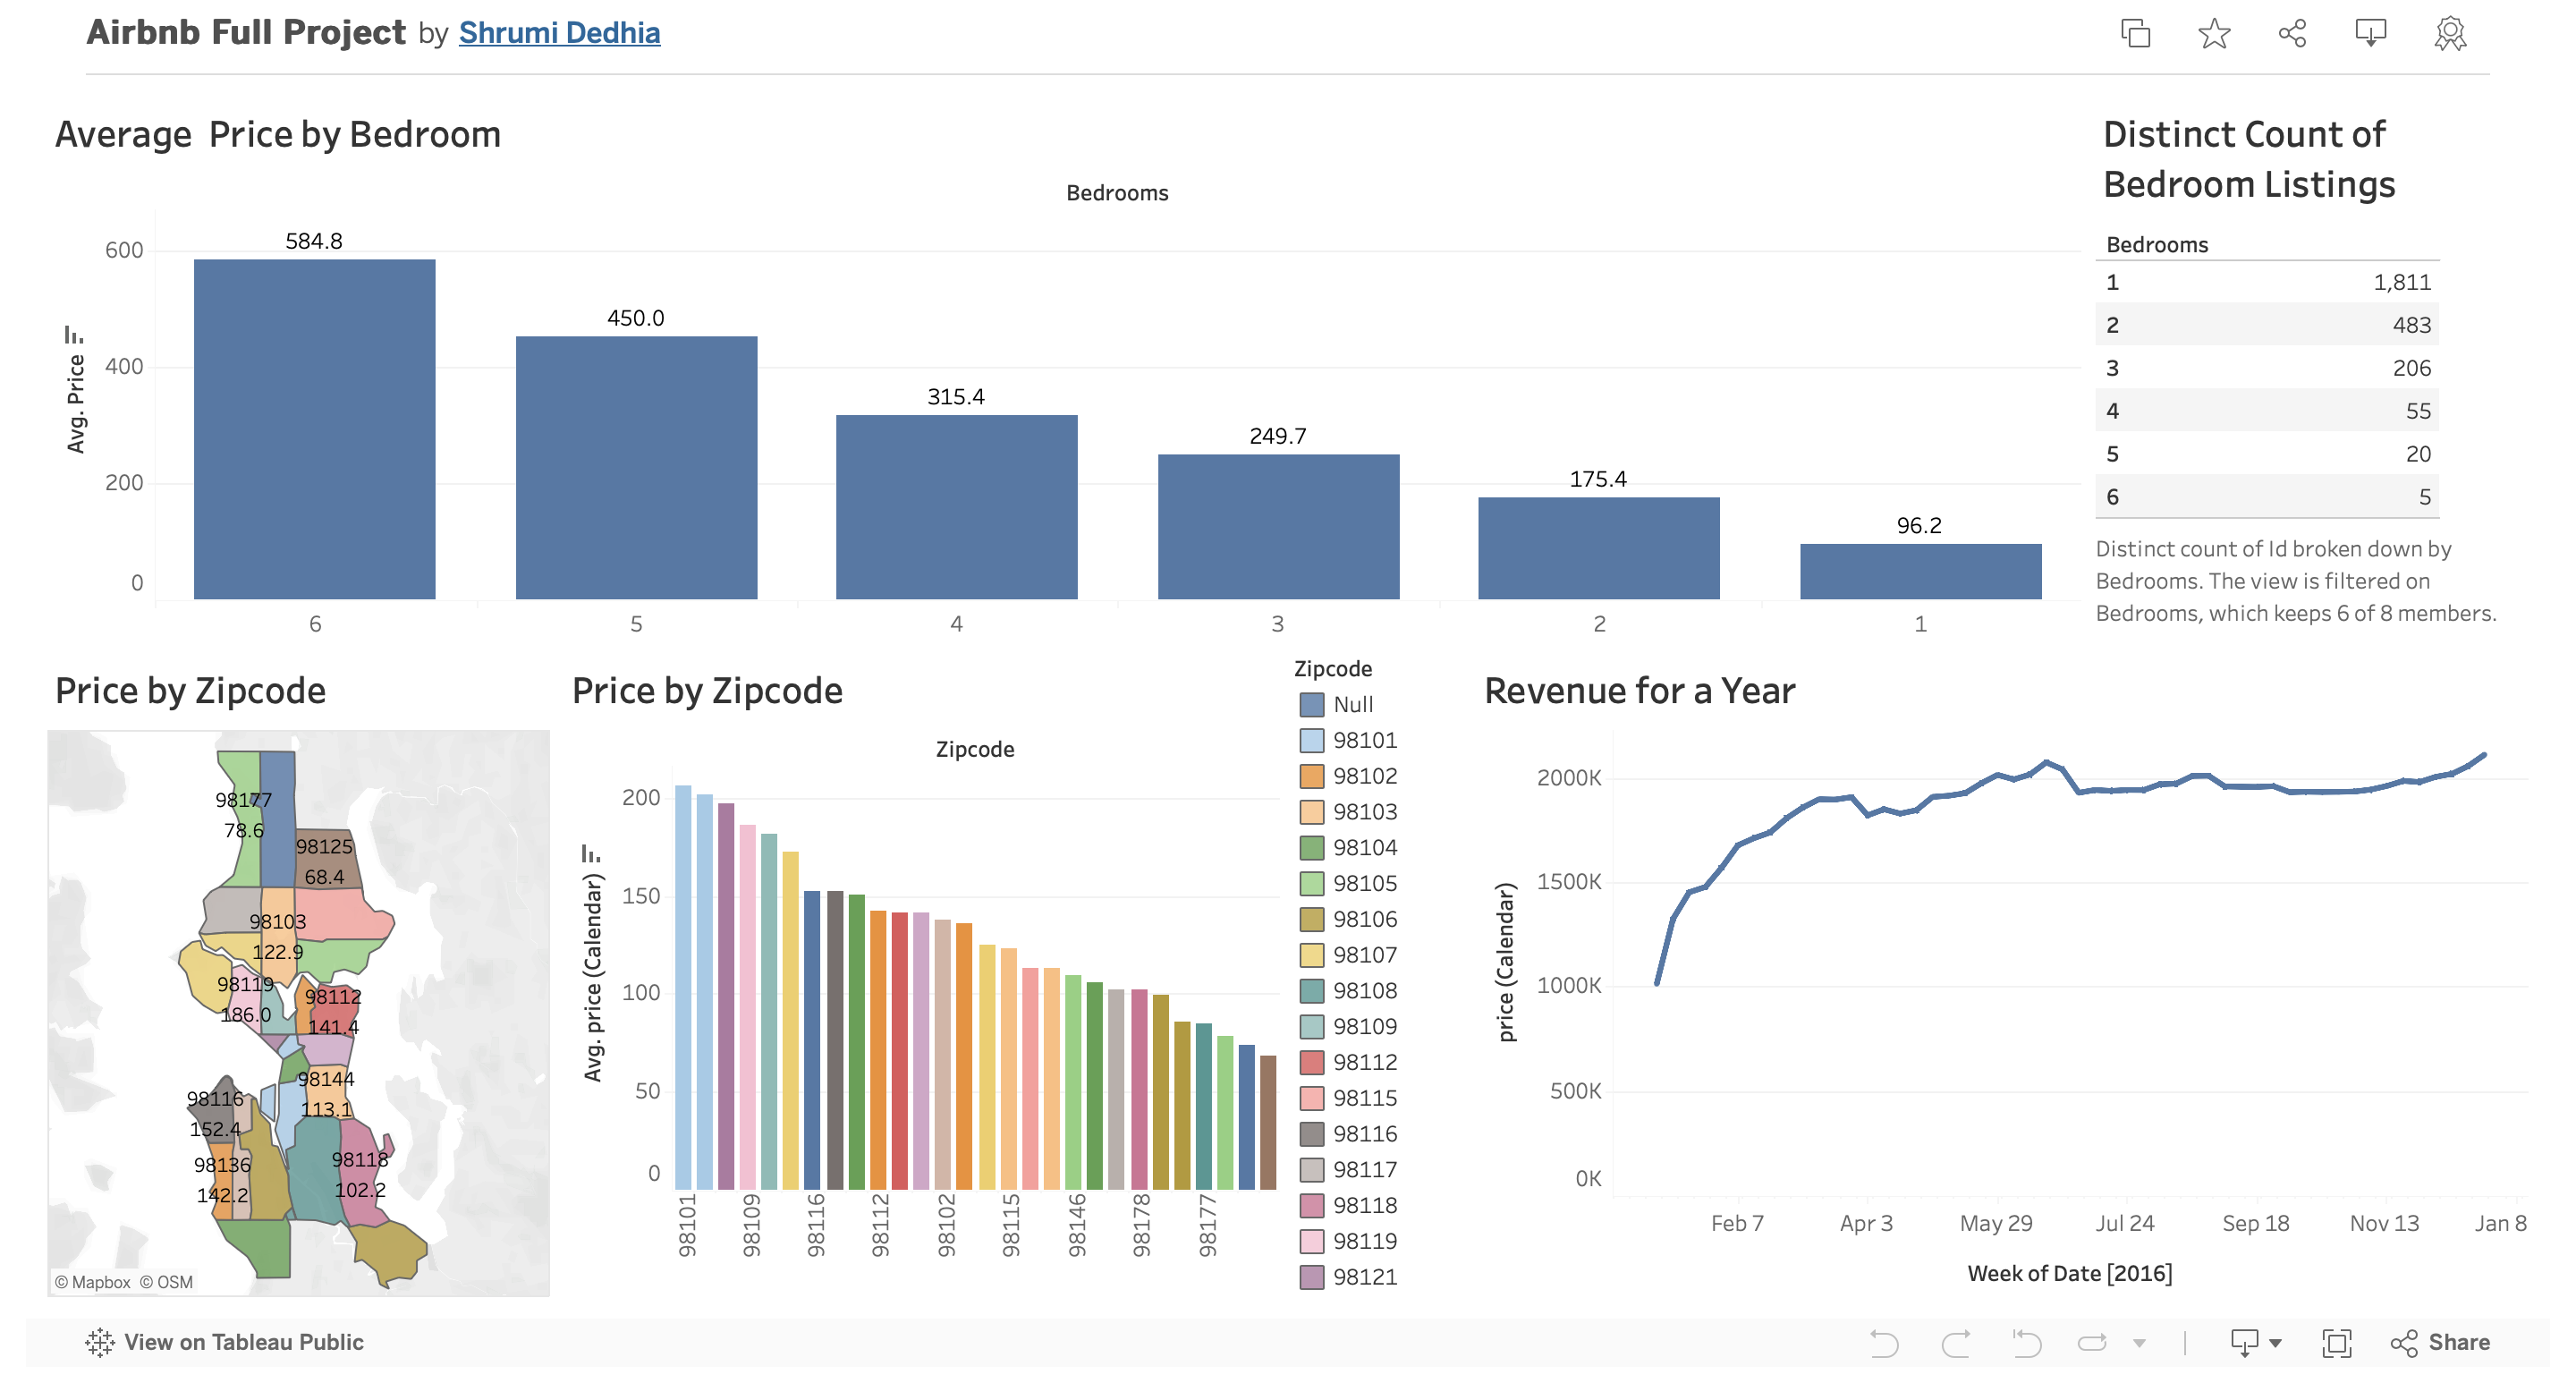 Airbnb Full Project by Shrumi Dedhia
Average  Price by Bedroom
Bedrooms
Avg. Price
600
400
200
0
584.8
450.0
315.4
249.7
175.4
96.2
6
5
4
3
2
1
Distinct Count of
Bedroom Listings
Bedrooms
1 1,811
2 483
3 206
4 55
5 20
6 5
Distinct count of Id broken down by
Bedrooms. The view is filtered on
Bedrooms, which keeps 6 of 8 members.
Price by Zipcode
98177
78.6
98125
68.4
98103
122.9
98119
186.0
98112
141.4
98144
113.1
98116
152.4
98136
142.2
98118
102.2
© Mapbox © OSM
Price by Zipcode
Zipcode
Avg. price (Calendar)
200
150
100
50
0
98101
98109
98116
98112
98102
98115
98146
98178
98177
Zipcode
Null
98101
98102
98103
98104
98105
98106
98107
98108
98109
98112
98115
98116
98117
98118
98119
98121
Revenue for a Year
price (Calendar)
2000K
1500K
1000K
500K
0K
Feb 7
Apr 3
May 29
Jul 24
Sep 18
Nov 13
Jan 8
Week of Date [2016]
View on Tableau Public
Share